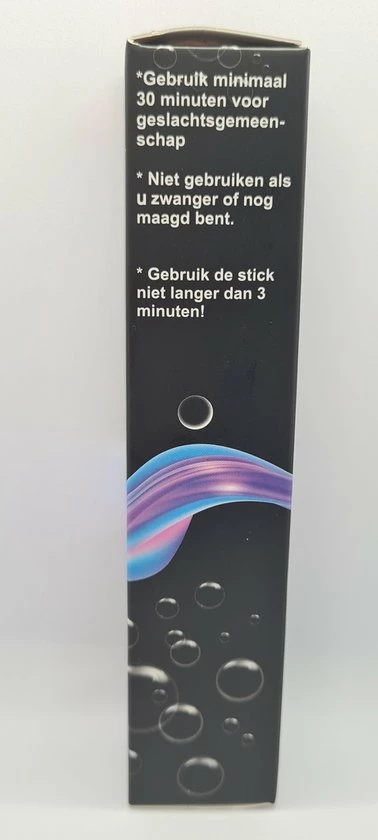 *Gebruik minimaal
30 minuten voor
geslachtsgemeen-
schap
* Niet gebruiken als
u zwanger of nog
maagd bent.
* Gebruik de stick
niet langer dan 3
minuten!